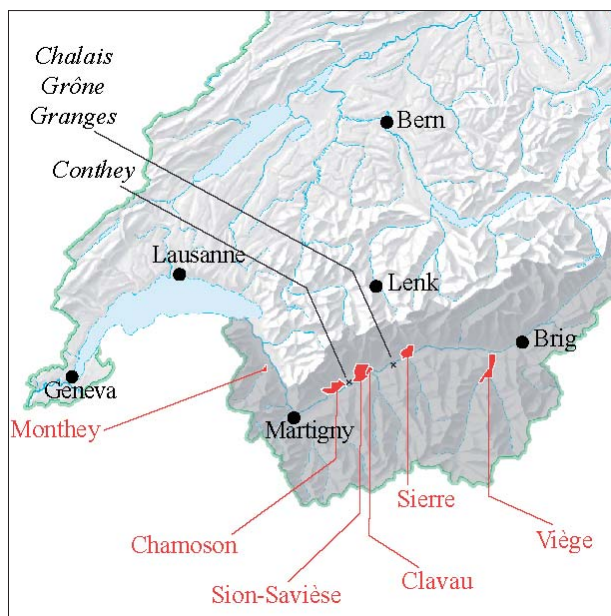 Chalais
Grône
Granges
Conthey
Bern
Lausanne
Lenk
Brig
Geneva
Monthey
Martigny
Sierre
Chamoson
Viège
Clavau
Sion-Savièse